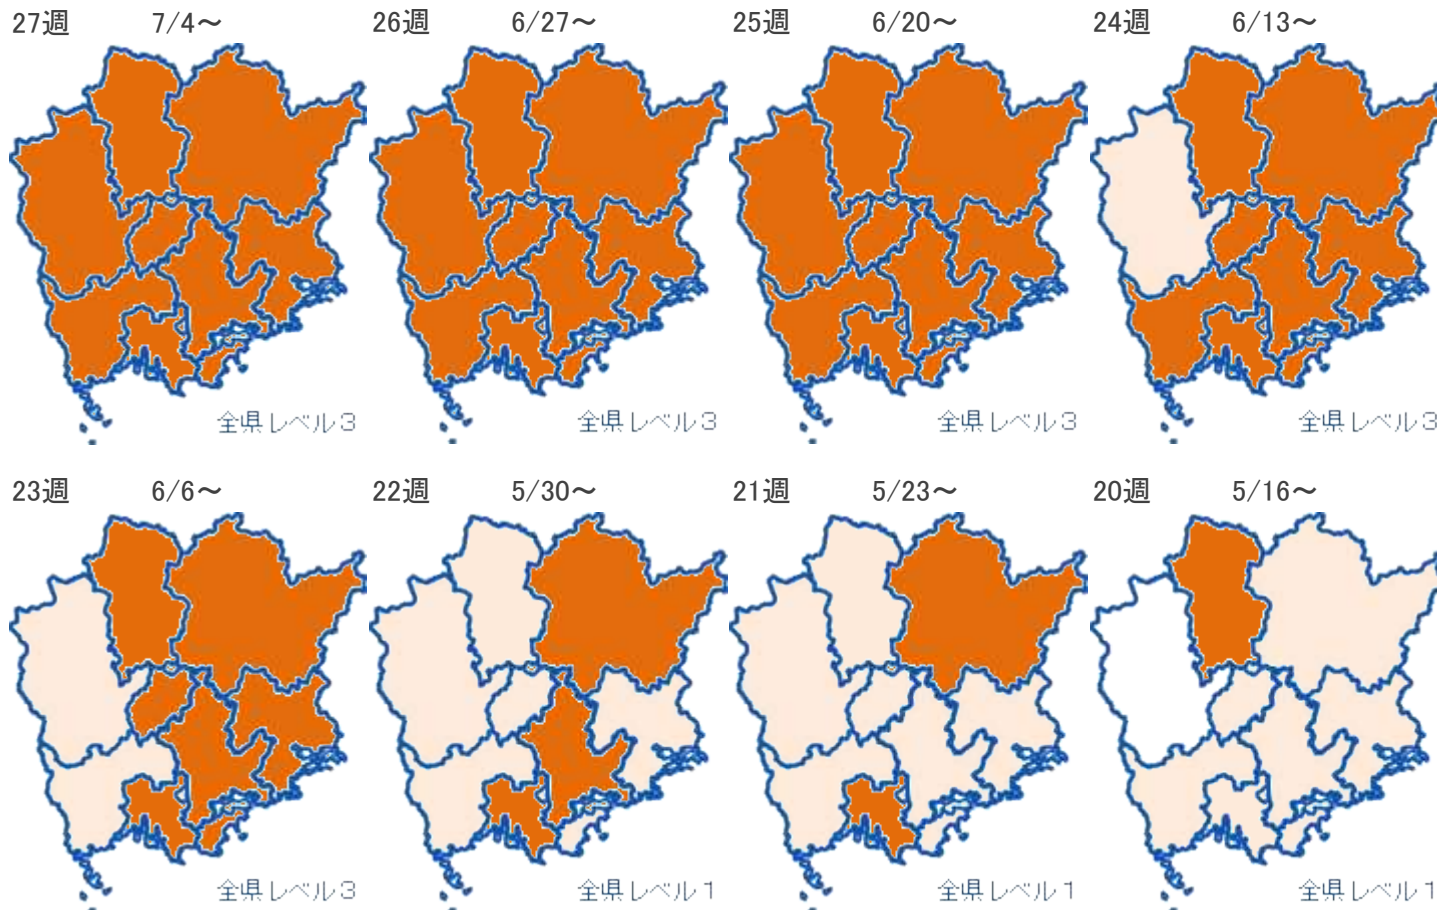 27週 7/4～
26週 6/27～
25週 6/20～
24週 6/13～
全県レベル３
全県レベル３
全県レベル３
全県レベル３
23週 6/6～
22週 5/30～
21週 5/23～
20週 5/16～
全県レベル３
全県レベル１
全県レベル１
全県レベル１